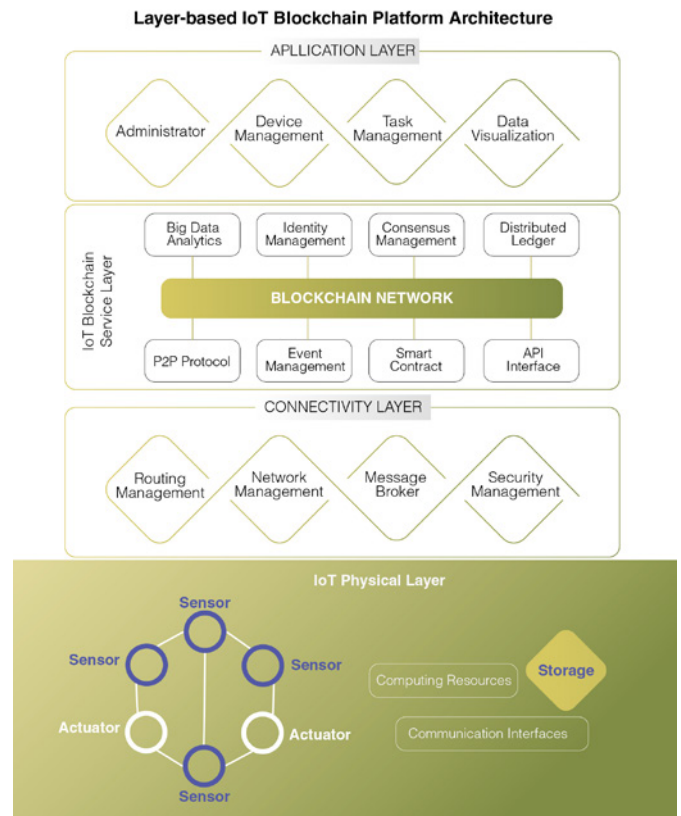 Layer-based IoT Blockchain Platform Architecture
APLLICATION LAYER
Administrator
Device
Management
Task
Management
Data
Visualization
IoT Blockchain
Service Layer
Big Data
Analytics
Identity
Management
Consensus
Management
Distributed
Ledger
BLOCKCHAIN NETWORK
P2P Protocol
Event
Management
Smart
Contract
API
Interface
CONNECTIVITY LAYER
Routing
Management
Network
Management
Message
Broker
Security
Management
IoT Physical Layer
Sensor
Sensor
Sensor
Actuator
Actuator
Sensor
Storage
Computing Resources
Communication Interfaces